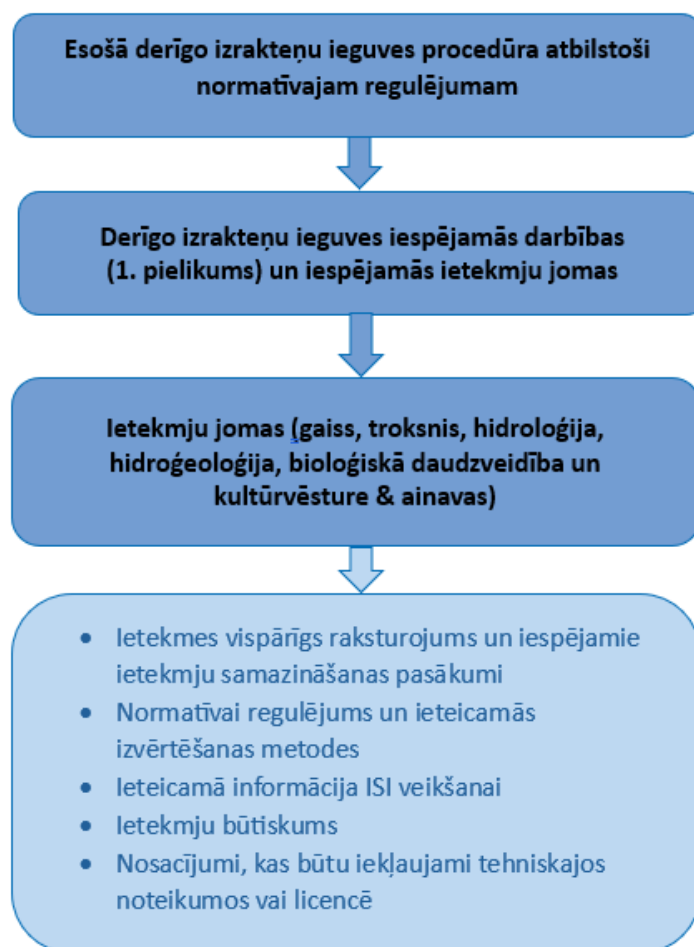 Esošā derīgo izrakteņu ieguves procedūra atbilstoši
normatīvajam regulējumam
Derīgo izrakteņu ieguves iespējamās darbības
(1. pielikums) un iespējamās ietekmju jomas
Ietekmju jomas (gaiss, troksnis, hidroloģija,
hidroģeoloģija, bioloģiskā daudzveidība un
kultūrvēsture & ainavas)
• Ietekmes vispārīgs raksturojums un iespējamie
ietekmju samazināšanas pasākumi
• Normatīvai regulējums un ieteicamās
izvērtēšanas metodes
• Ieteicamā informācija ISI veikšanai
• Ietekmju būtiskums
• Nosacījumi, kas būtu iekļaujami tehniskajos
noteikumos vai licencē